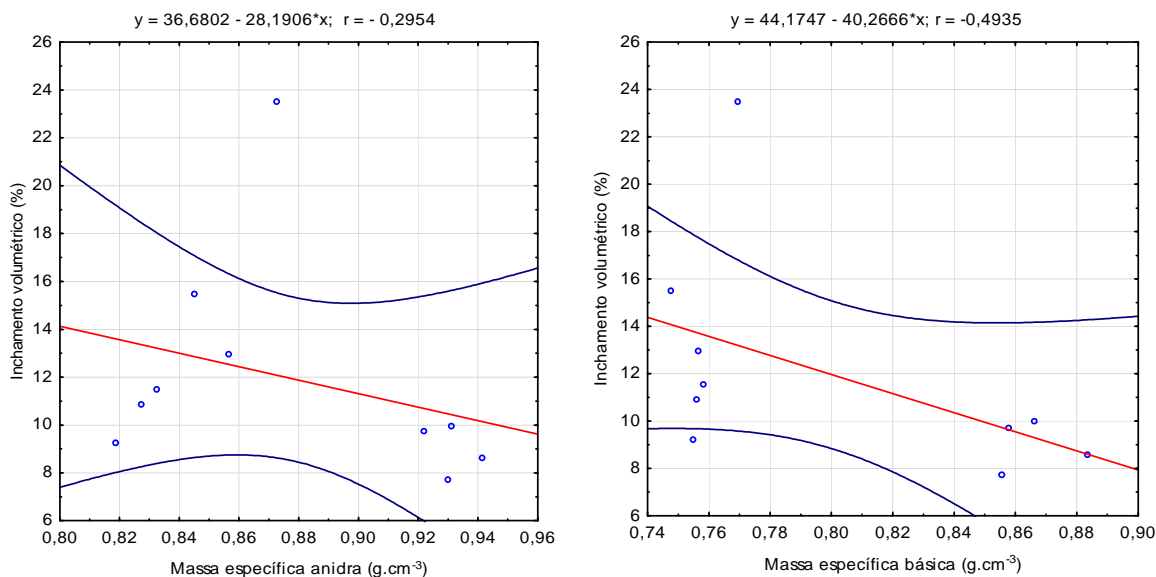 y = 36,6802 - 28,1906*x;  r = - 0,2954
26
24
22
20
18
16
14
12
10
8
6
Inchamento volumétrico (%)
0,80 0,82 0,84 0,86 0,88 0,90 0,92 0,94 0,96
Massa específica anidra (g.cm⁻³)
y = 44,1747 - 40,2666*x; r = -0,4935
26
24
22
20
18
16
14
12
10
8
6
Inchamento volumétrico (%)
0,74 0,76 0,78 0,80 0,82 0,84 0,86 0,88 0,90
Massa específica básica (g.cm⁻³)